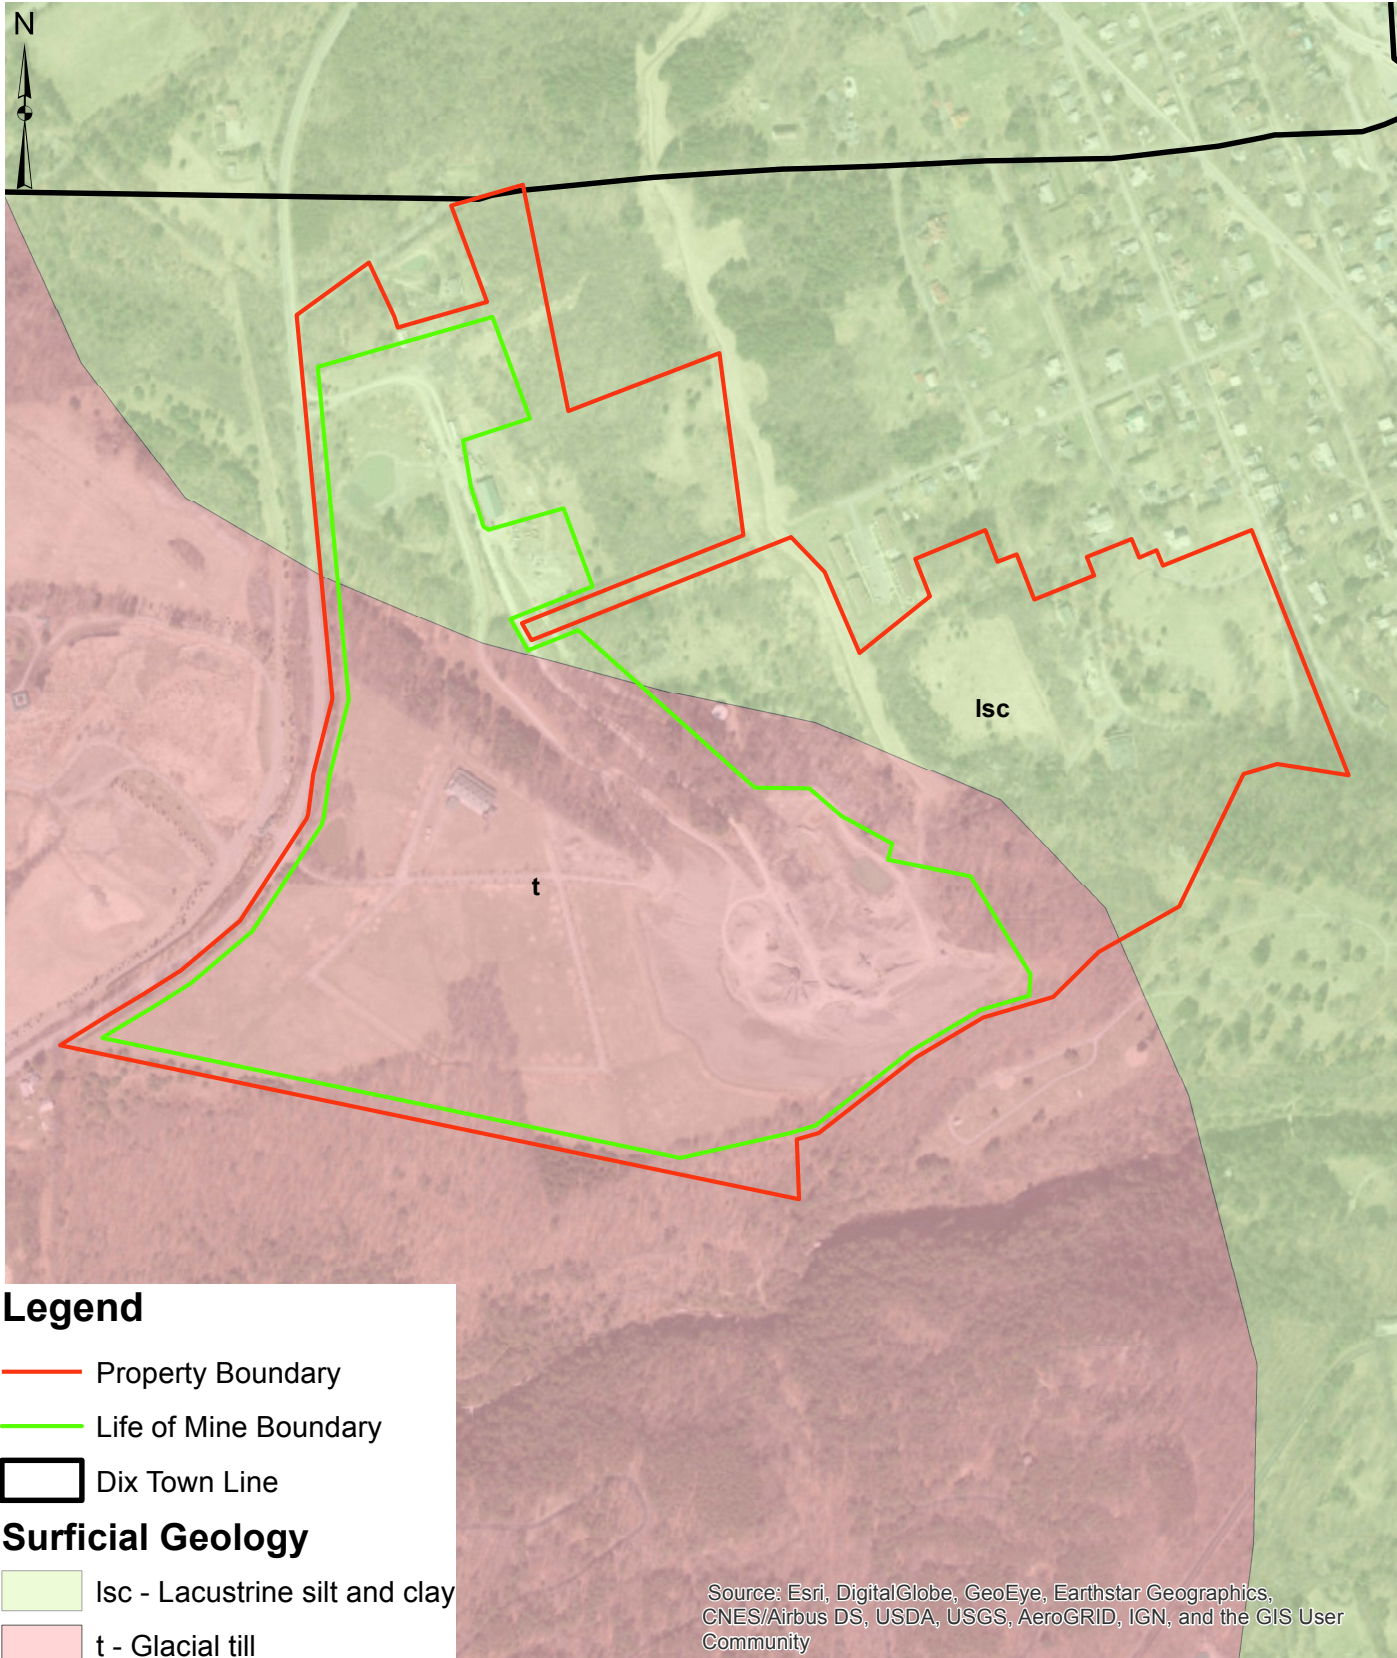 N
lsc
t
Legend
Property Boundary
Life of Mine Boundary
Dix Town Line
Surficial Geology
lsc - Lacustrine silt and clay
t - Glacial till
Source: Esri, DigitalGlobe, GeoEye, Earthstar Geographics,
CNES/Airbus DS, USDA, USGS, AeroGRID, IGN, and the GIS User
Community